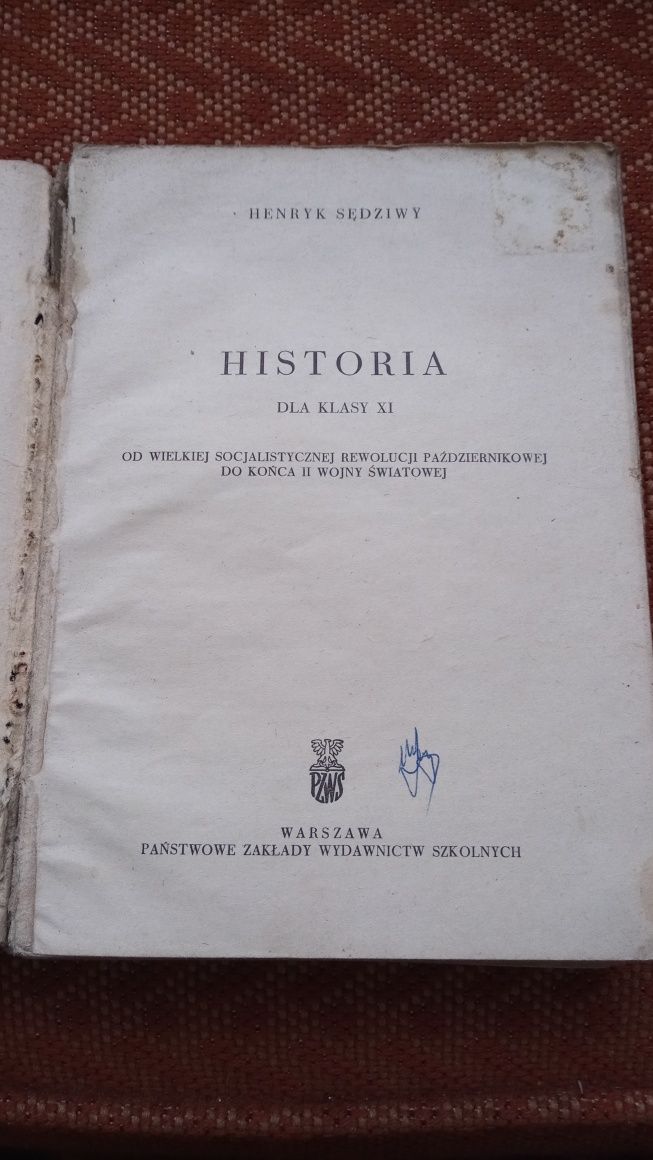 HENRYK SĘDZIWY
HISTORIA
DLA KLASY XI
OD WIELKIEJ SOCJALISTYCZNEJ REWOLUCJI PAŹDZIERNIKOWEJ
DO KOŃCA II WOJNY ŚWIATOWEJ
PZWS
WARSZAWA
PAŃSTWOWE ZAKŁADY WYDAWNICTW SZKOLNYCH